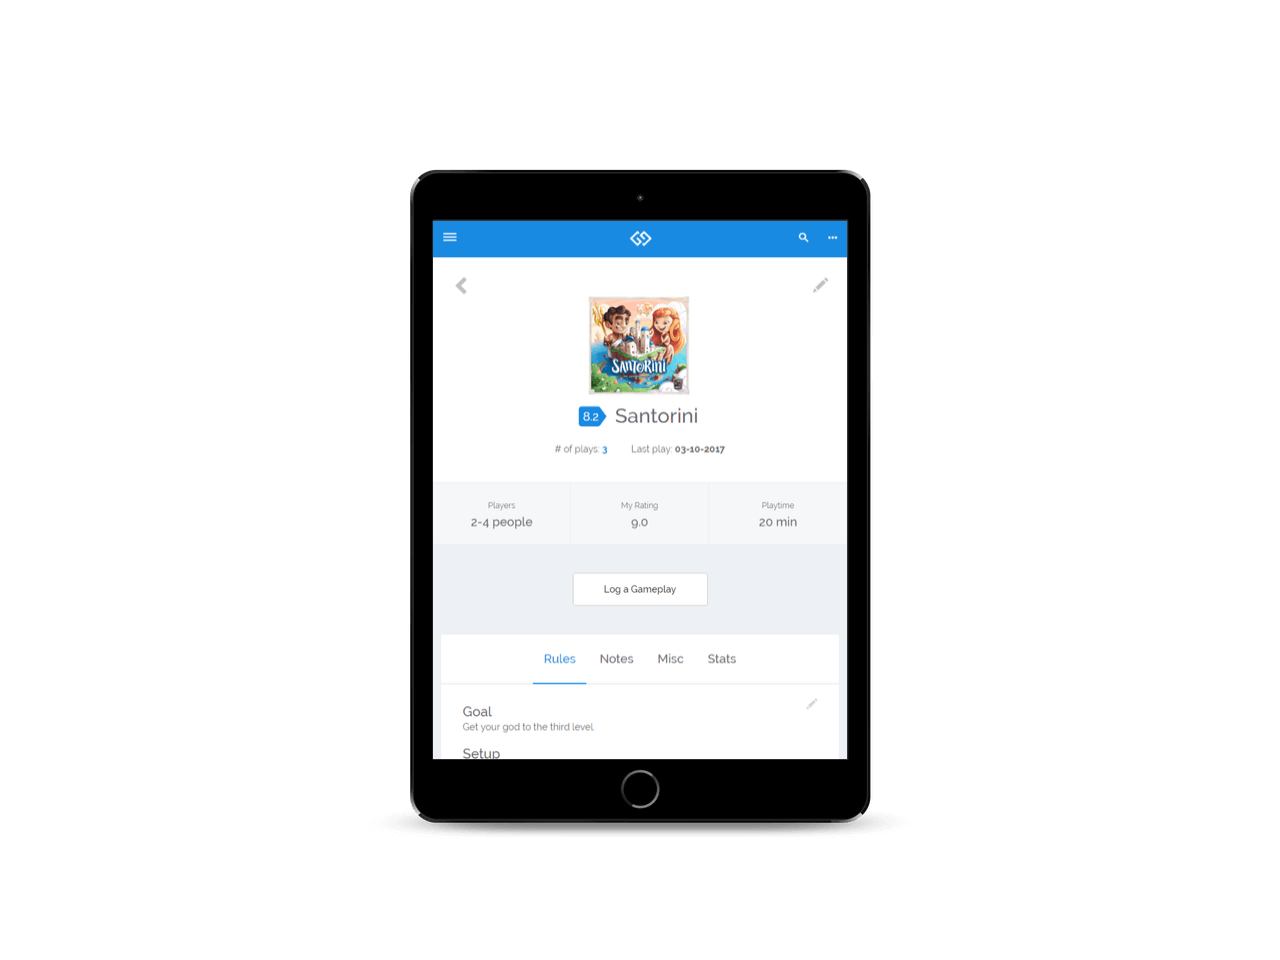 SANTORINI
8.2 Santorini
# of plays: 3 Last play: 03-10-2017
Players My Rating Playtime
2-4 people 9.0 20 min
Log a Gameplay
Rules Notes Misc Stats
Goal
Get your god to the third level.
Setup